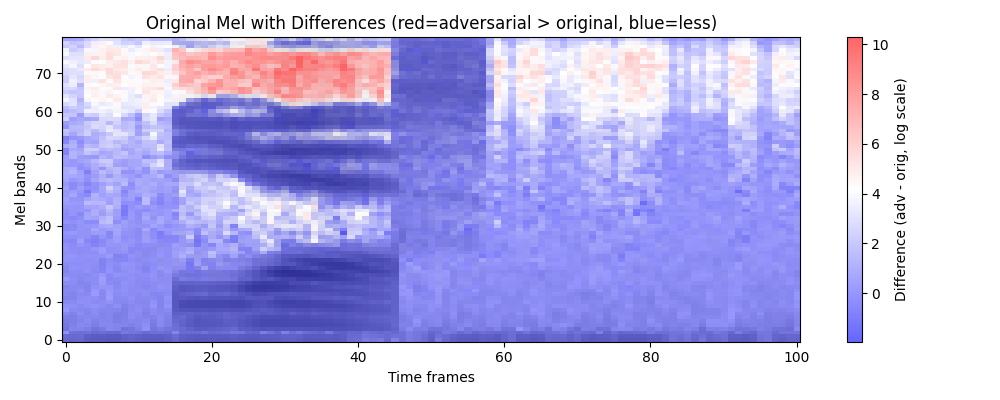 Original Mel with Differences (red=adversarial > original, blue=less)
Mel bands
70
60
50
40
30
20
10
0
0 20 40 60 80 100
Time frames
10
8
6
4
2
0
Difference (adv - orig, log scale)